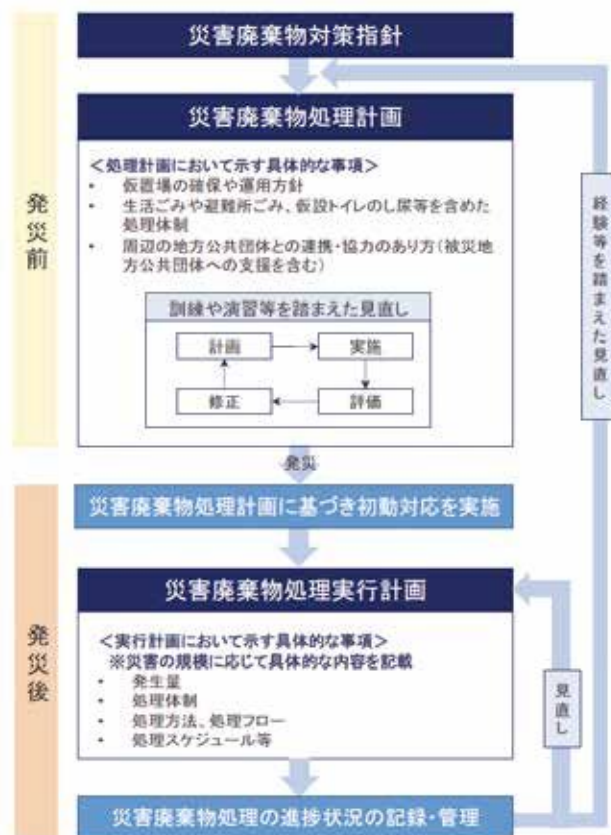 災害廃棄物対策指針
発災前
災害廃棄物処理計画
＜処理計画において示す具体的な事項＞
• 仮置場の確保や運用方針
• 生活ごみや避難所ごみ、仮設トイレのし尿等を含めた
処理体制
• 周辺の地方公共団体との連携・協力のあり方（被災地
方公共団体への支援を含む）
訓練や演習等を踏まえた見直し
計画
実施
修正
評価
経験等を踏まえた見直し
発災
災害廃棄物処理計画に基づき初動対応を実施
発災後
災害廃棄物処理実行計画
＜実行計画において示す具体的な事項＞
※災害の規模に応じて具体的な内容を記載
• 発生量
• 処理体制
• 処理方法、処理フロー
• 処理スケジュール等
見直し
災害廃棄物処理の進捗状況の記録・管理